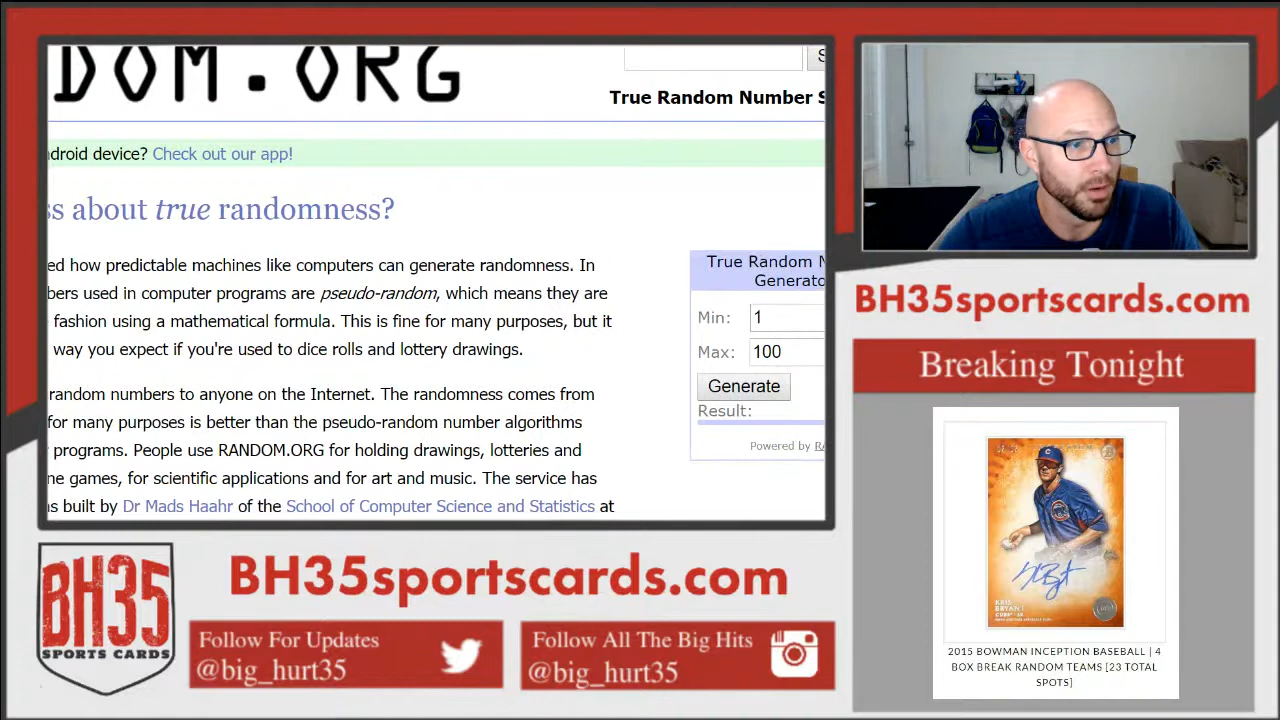 DOM.ORG
True Random Number S
ndroid device? Check out our app!
ss about true randomness?
ed how predictable machines like computers can generate randomness. In
bers used in computer programs are pseudo-random, which means they are
fashion using a mathematical formula. This is fine for many purposes, but it
way you expect if you're used to dice rolls and lottery drawings.
random numbers to anyone on the Internet. The randomness comes from
for many purposes is better than the pseudo-random number algorithms
programs. People use RANDOM.ORG for holding drawings, lotteries and
ne games, for scientific applications and for art and music. The service has
s built by Dr Mads Haahr of the School of Computer Science and Statistics at
True Random N
Generato
Min: 1
Max: 100
Generate
Result:
Powered by RA
BH35sportscards.com
Breaking Tonight
KRIS
BRYANT
2015 BOWMAN INCEPTION BASEBALL | 4
BOX BREAK RANDOM TEAMS [23 TOTAL
SPOTS]
BH35
SPORTS CARDS
BH35sportscards.com
Follow For Updates
@big_hurt35
Follow All The Big Hits
@big_hurt35